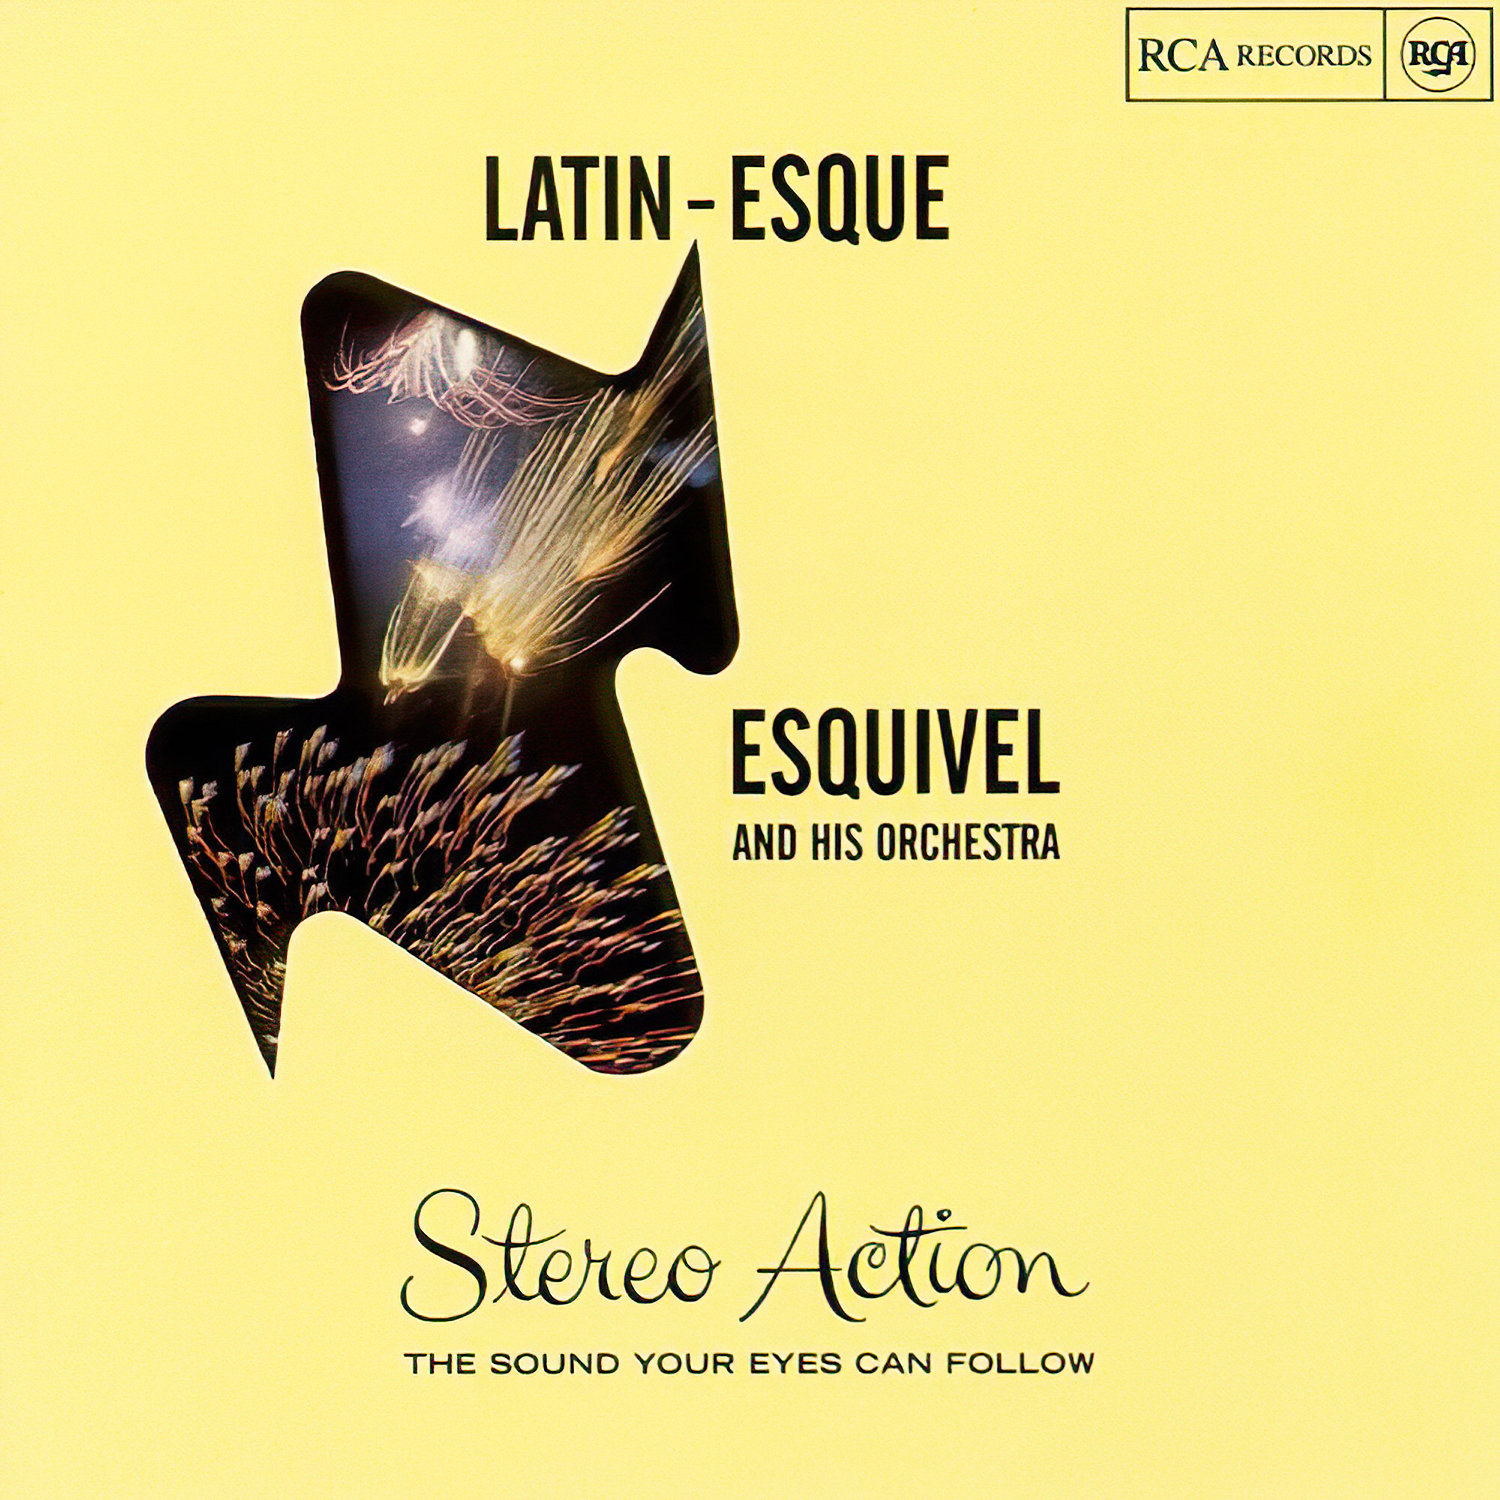 RCA RECORDS RCA
LATIN-ESQUE
ESQUIVEL
AND HIS ORCHESTRA
Stereo Action
THE SOUND YOUR EYES CAN FOLLOW